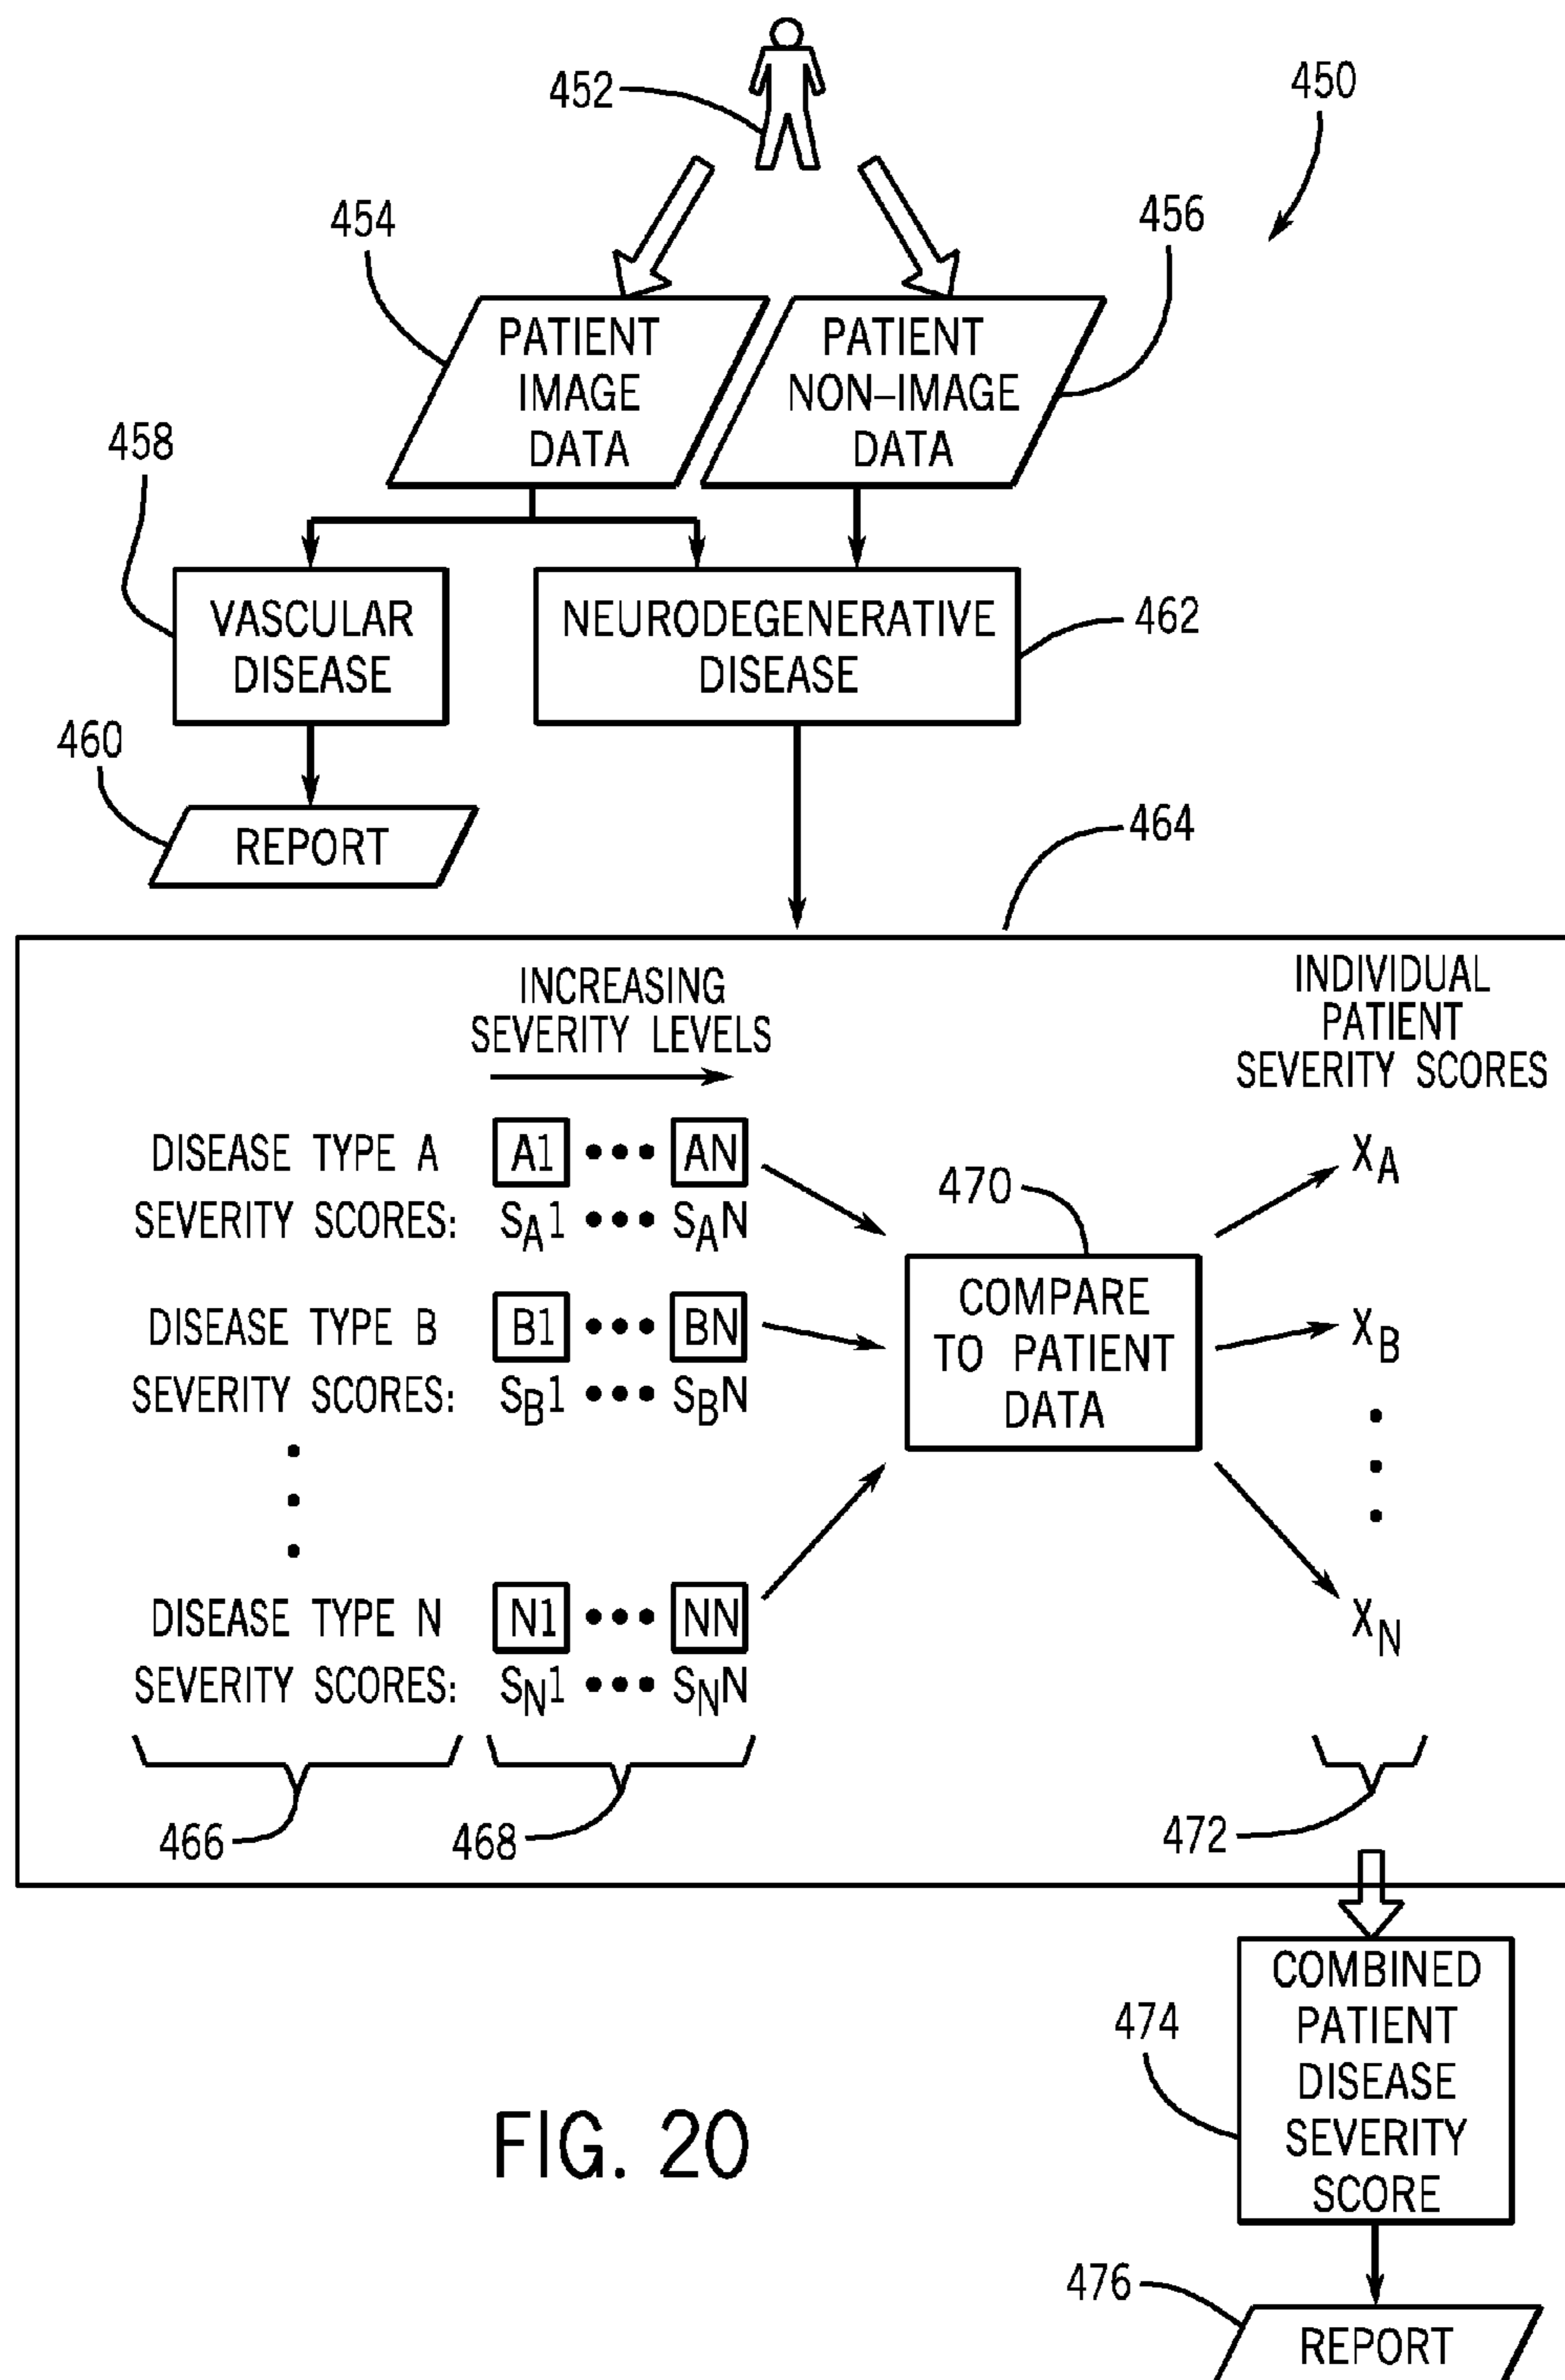 452
450
454
456
PATIENT
IMAGE
DATA
PATIENT
NON-IMAGE
DATA
458
VASCULAR
DISEASE
NEURODEGENERATIVE
DISEASE
462
460
REPORT
464
INCREASING
SEVERITY LEVELS
INDIVIDUAL
PATIENT
SEVERITY SCORES
DISEASE TYPE A A1 ••• AN
SEVERITY SCORES: SA1 ••• SAN
XA
470
DISEASE TYPE B B1 ••• BN
SEVERITY SCORES: SB1 ••• SBN
COMPARE
TO PATIENT
DATA
XB
DISEASE TYPE N N1 ••• NN
SEVERITY SCORES: SN1 ••• SNN
XN
466
468
472
474
COMBINED
PATIENT
DISEASE
SEVERITY
SCORE
FIG. 20
476
REPORT